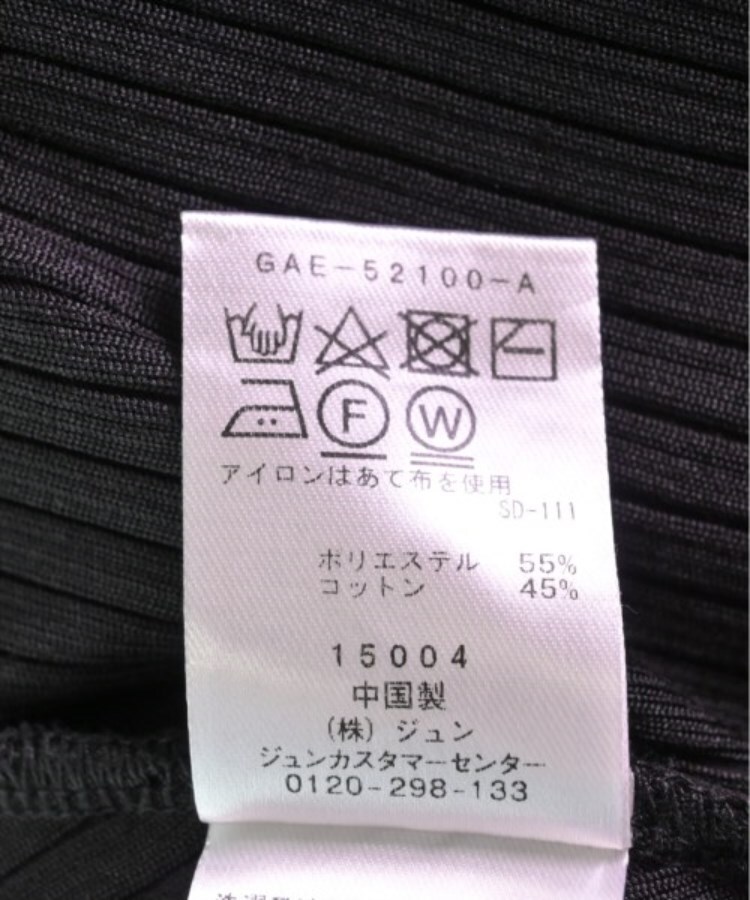 GAE-52100-A
F W
アイロンはあて布を使用
SD-111
ポリエステル 55%
コットン 45%
15004
中国製
(株) ジュン
ジュンカスタマーセンター
0120-298-133